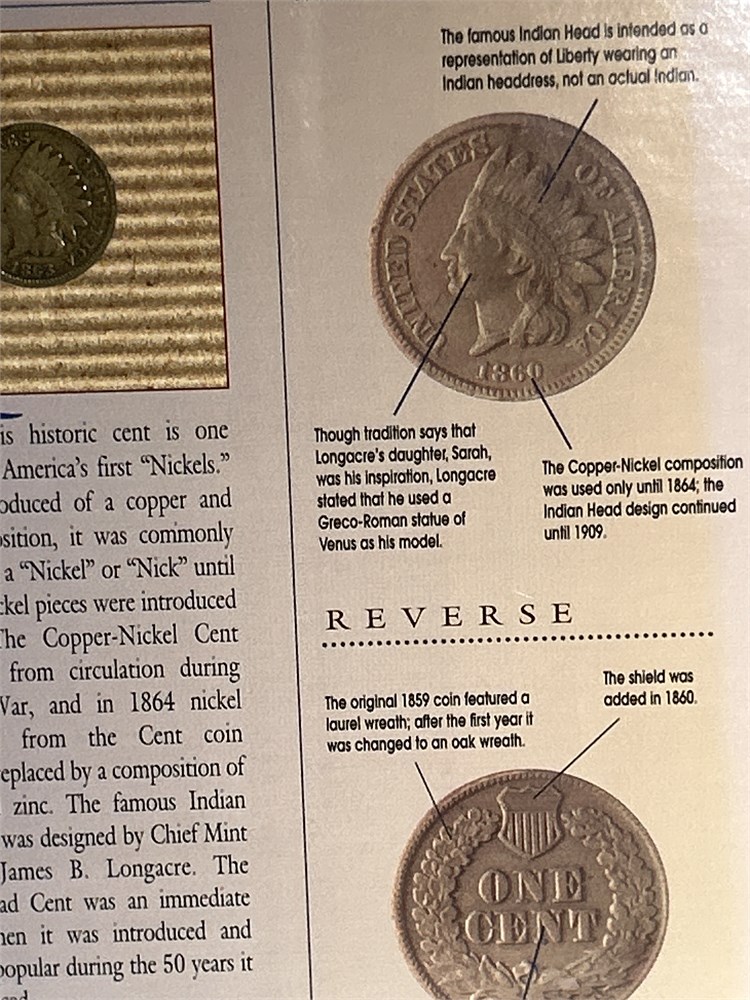 is historic cent is one
America's first “Nickels.”
oduced of a copper and
osition, it was commonly
a “Nickel” or “Nick” until
ckel pieces were introduced
The Copper-Nickel Cent
from circulation during
War, and in 1864 nickel
from the Cent coin
replaced by a composition of
zinc. The famous Indian
was designed by Chief Mint
James B. Longacre. The
ad Cent was an immediate
hen it was introduced and
popular during the 50 years it
The famous Indian Head is intended as a
representation of Liberty wearing an
Indian headdress, not an actual Indian.
UNITED STATES OF AMERICA
1860
1863
Though tradition says that
Longacre's daughter, Sarah,
was his inspiration, Longacre
stated that he used a
Greco-Roman statue of
Venus as his model.
The Copper-Nickel composition
was used only until 1864; the
Indian Head design continued
until 1909.
REVERSE
The original 1859 coin featured a
laurel wreath; after the first year it
was changed to an oak wreath.
The shield was
added in 1860.
ONE
CENT